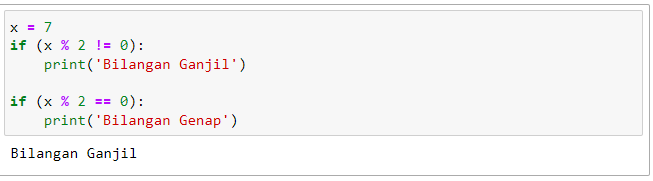 x = 7
if (x % 2 != 0):
    print('Bilangan Ganjil')
if (x % 2 == 0):
    print('Bilangan Genap')
Bilangan Ganjil